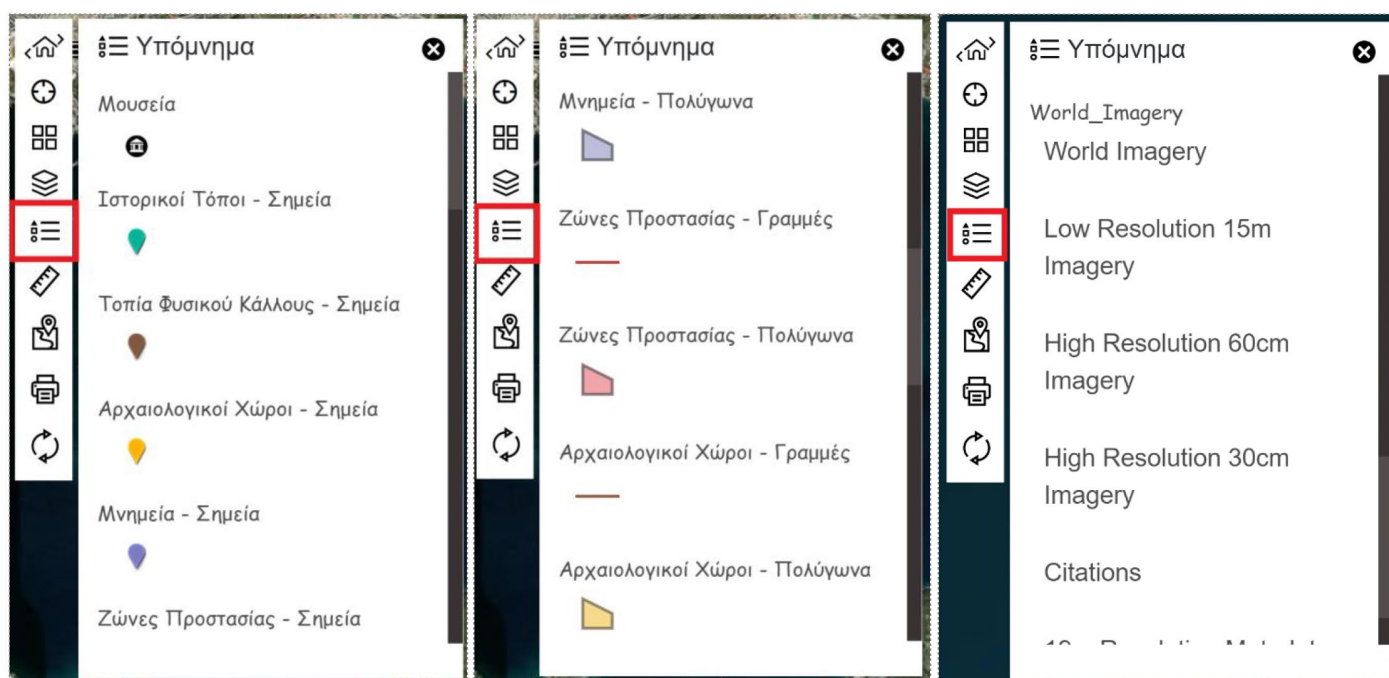 Υπόμνημα
Μουσεία
Ιστορικοί Τόποι - Σημεία
Τοπία Φυσικού Κάλλους - Σημεία
Αρχαιολογικοί Χώροι - Σημεία
Μνημεία - Σημεία
Ζώνες Προστασίας - Σημεία
Υπόμνημα
Μνημεία - Πολύγωνα
Ζώνες Προστασίας - Γραμμές
Ζώνες Προστασίας - Πολύγωνα
Αρχαιολογικοί Χώροι - Γραμμές
Αρχαιολογικοί Χώροι - Πολύγωνα
Υπόμνημα
World_Imagery
World Imagery
Low Resolution 15m
Imagery
High Resolution 60cm
Imagery
High Resolution 30cm
Imagery
Citations